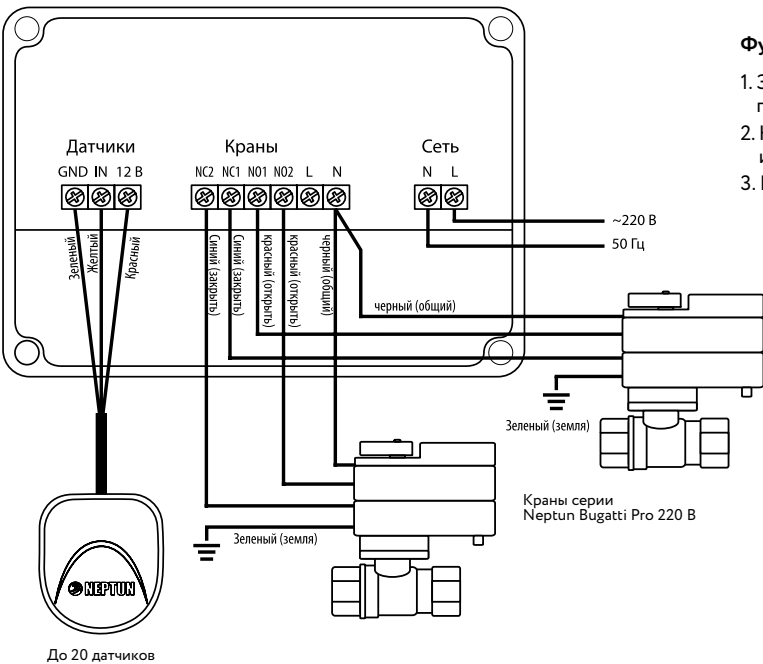 Датчики
Краны
Сеть
GND IN 12 В
NC2 NC1 NO1 NO2 L N
N L
~220 В
50 Гц
Зеленый
Желтый
Красный
Синий (закрыть)
Синий (закрыть)
красный (открыть)
красный (открыть)
черный (общий)
черный (общий)
Зеленый (земля)
Зеленый (земля)
Краны серии
Neptun Bugatti Pro 220 В
NEPTUN
До 20 датчиков
1.
2.
3.